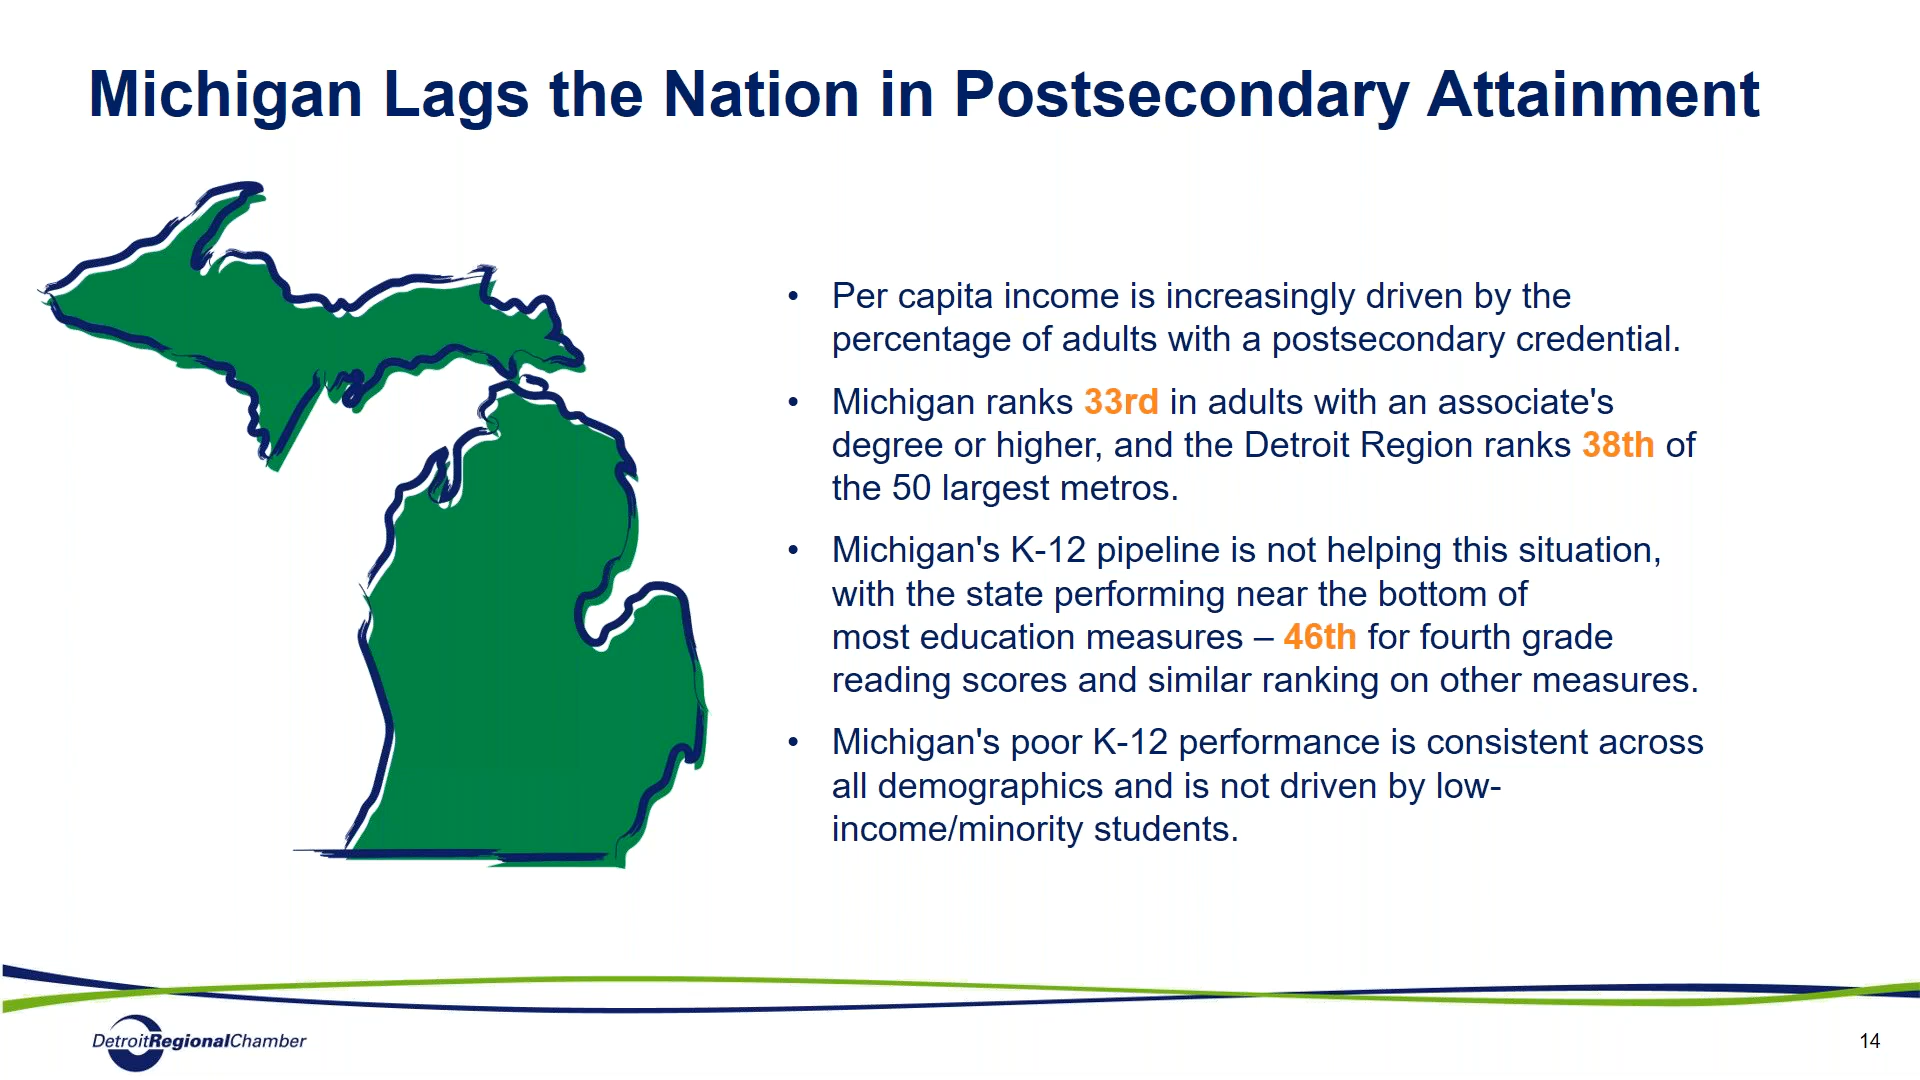 Michigan Lags the Nation in Postsecondary Attainment
• Per capita income is increasingly driven by the
percentage of adults with a postsecondary credential.
• Michigan ranks 33rd in adults with an associate's
degree or higher, and the Detroit Region ranks 38th of
the 50 largest metros.
• Michigan's K-12 pipeline is not helping this situation,
with the state performing near the bottom of
most education measures – 46th for fourth grade
reading scores and similar ranking on other measures.
• Michigan's poor K-12 performance is consistent across
all demographics and is not driven by low-
income/minority students.
DetroitRegionalChamber
14